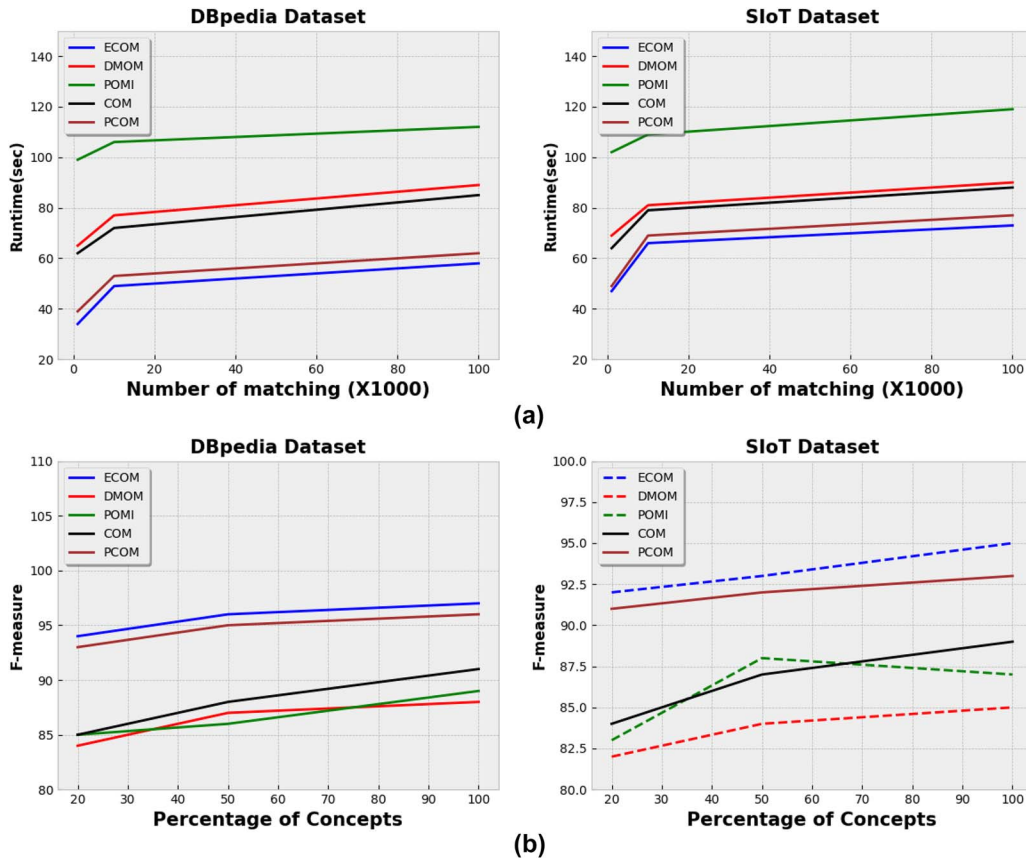 DBpedia Dataset
140
120
100
80
60
40
20
Runtime(sec)
ECOM
DMOM
POMI
COM
PCOM
0 20 40 60 80 100
Number of matching (X1000)
SIoT Dataset
140
120
100
80
60
40
20
Runtime(sec)
ECOM
DMOM
POMI
COM
PCOM
0 20 40 60 80 100
Number of matching (X1000)
(a)
DBpedia Dataset
110
105
100
95
90
85
80
F-measure
ECOM
DMOM
POMI
COM
PCOM
20 30 40 50 60 70 80 90 100
Percentage of Concepts
SIoT Dataset
100.0
97.5
95.0
92.5
90.0
87.5
85.0
82.5
80.0
F-measure
ECOM
DMOM
POMI
COM
PCOM
20 30 40 50 60 70 80 90 100
Percentage of Concepts
(b)